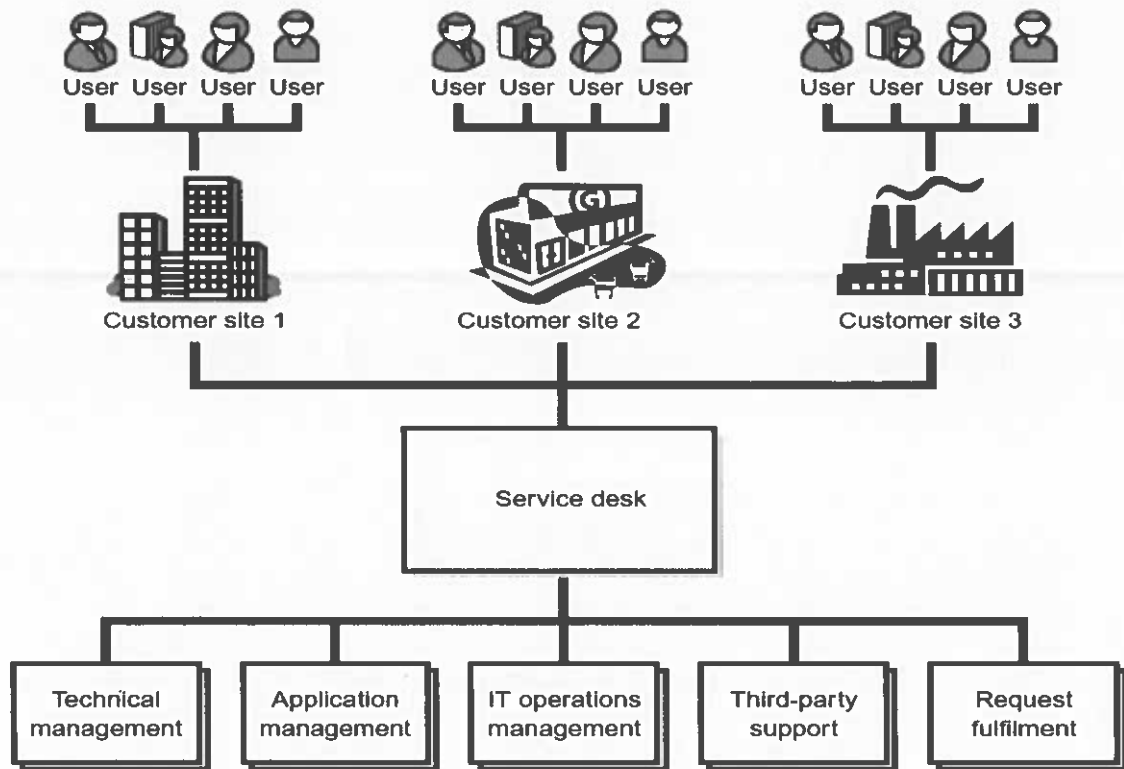 User User User User
User User User User
User User User User
G
Customer site 1
Customer site 2
Customer site 3
Service desk
Technical
management
Application
management
IT operations
management
Third-party
support
Request
fulfilment